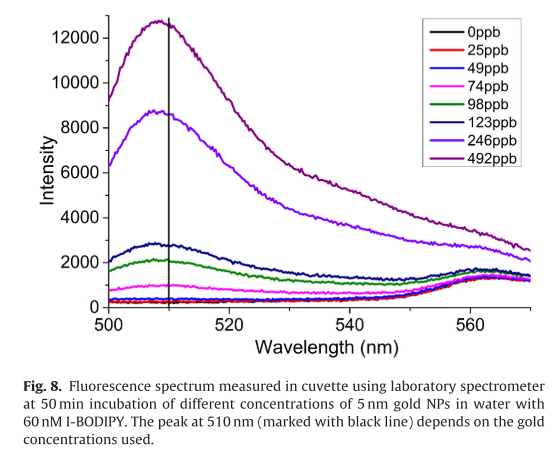 12000
10000
8000
6000
4000
2000
0
Intensity
500
520
540
560
Wavelength (nm)
0ppb
25ppb
49ppb
74ppb
98ppb
123ppb
246ppb
492ppb
Fig. 8. Fluorescence spectrum measured in cuvette using laboratory spectrometer
at 50 min incubation of different concentrations of 5 nm gold NPs in water with
60 nM I-BODIPY. The peak at 510 nm (marked with black line) depends on the gold
concentrations used.